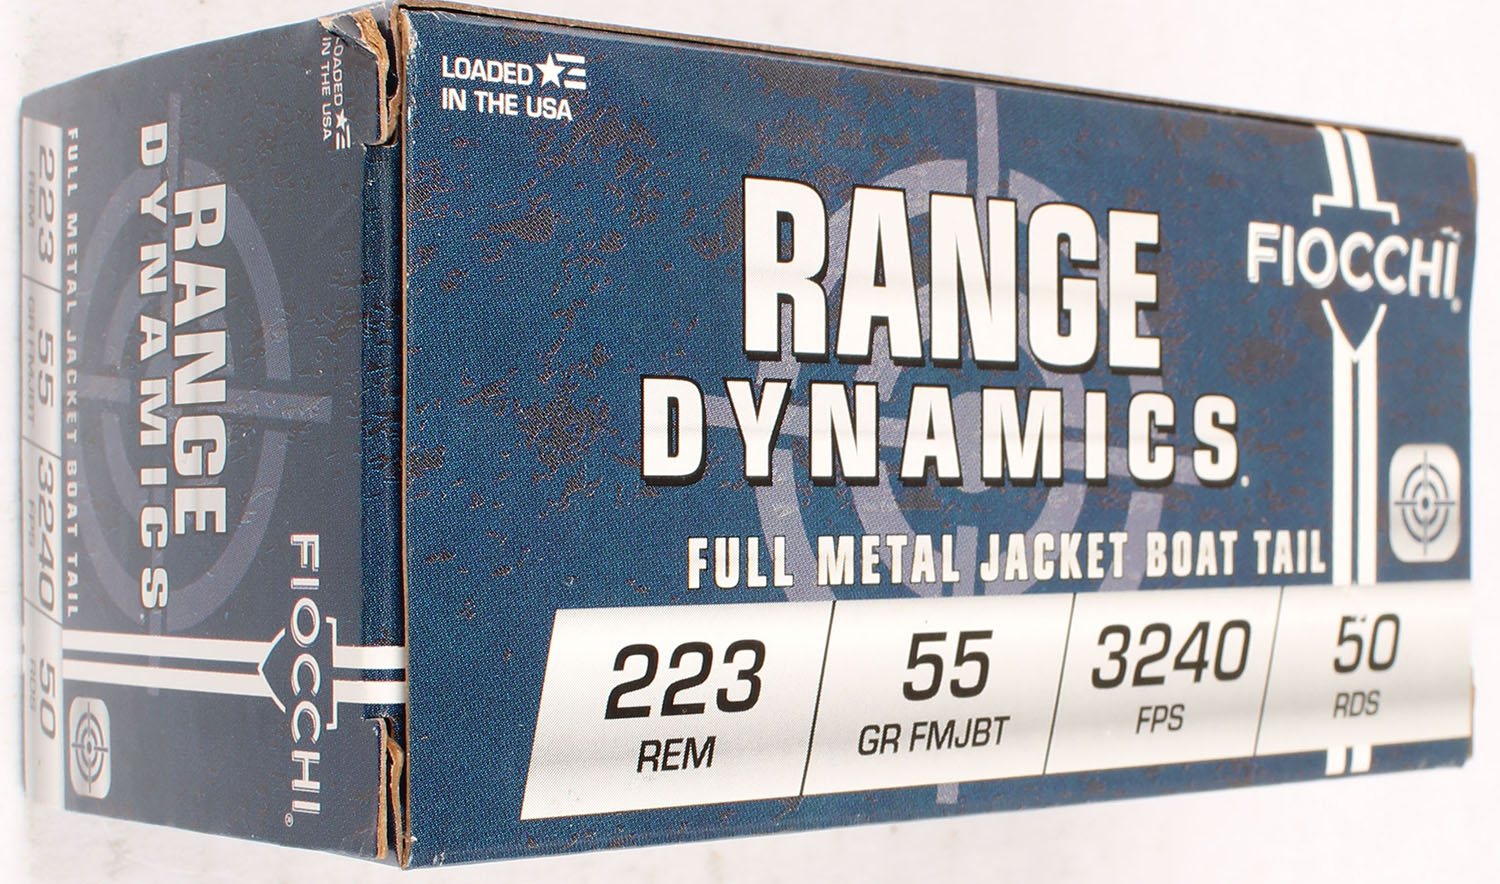 LOADED
IN THE USA
RANGE
DYNAMICS.
FULL METAL JACKET BOAT TAIL
FIOCCHI®
223
REM
55
GR FMJBT
3240
FPS
50
RDS
LOADED
IN THE USA
RANGE
DYNAMICS
FULL METAL JACKET BOAT TAIL
223
REM
55
GR FMJBT
3240
FPS
50
RDS
FIOCCHI®